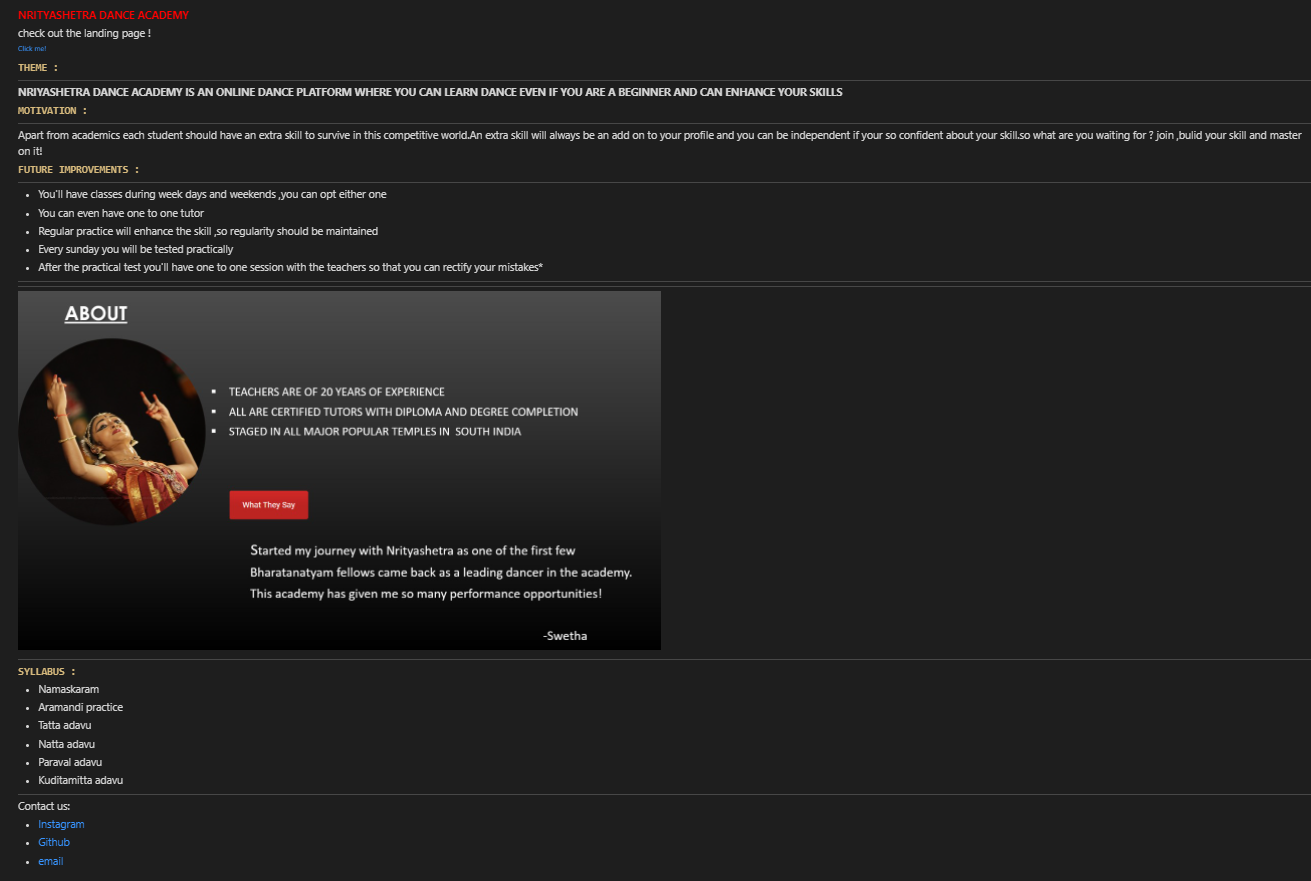 NRITYASHETRA DANCE ACADEMY
check out the landing page !
Click me!
THEME :
NRIYASHETRA DANCE ACADEMY IS AN ONLINE DANCE PLATFORM WHERE YOU CAN LEARN DANCE EVEN IF YOU ARE A BEGINNER AND CAN ENHANCE YOUR SKILLS
MOTIVATION :
Apart from academics each student should have an extra skill to survive in this competitive world.An extra skill will always be an add on to your profile and you can be independent if your so confident about your skill.so what are you waiting for ? join ,bulid your skill and master
on it!
FUTURE IMPROVEMENTS :
• You'll have classes during week days and weekends ,you can opt either one
• You can even have one to one tutor
• Regular practice will enhance the skill ,so regularity should be maintained
• Every sunday you will be tested practically
• After the practical test you'll have one to one session with the teachers so that you can rectify your mistakes*
ABOUT
▪ TEACHERS ARE OF 20 YEARS OF EXPERIENCE
▪ ALL ARE CERTIFIED TUTORS WITH DIPLOMA AND DEGREE COMPLETION
▪ STAGED IN ALL MAJOR POPULAR TEMPLES IN SOUTH INDIA
What They Say
Started my journey with Nrityashetra as one of the first few
Bharatanatyam fellows came back as a leading dancer in the academy.
This academy has given me so many performance opportunities!
-Swetha
SYLLABUS :
• Namaskaram
• Aramandi practice
• Tatta adavu
• Natta adavu
• Paraval adavu
• Kuditamitta adavu
Contact us:
• Instagram
• Github
• email